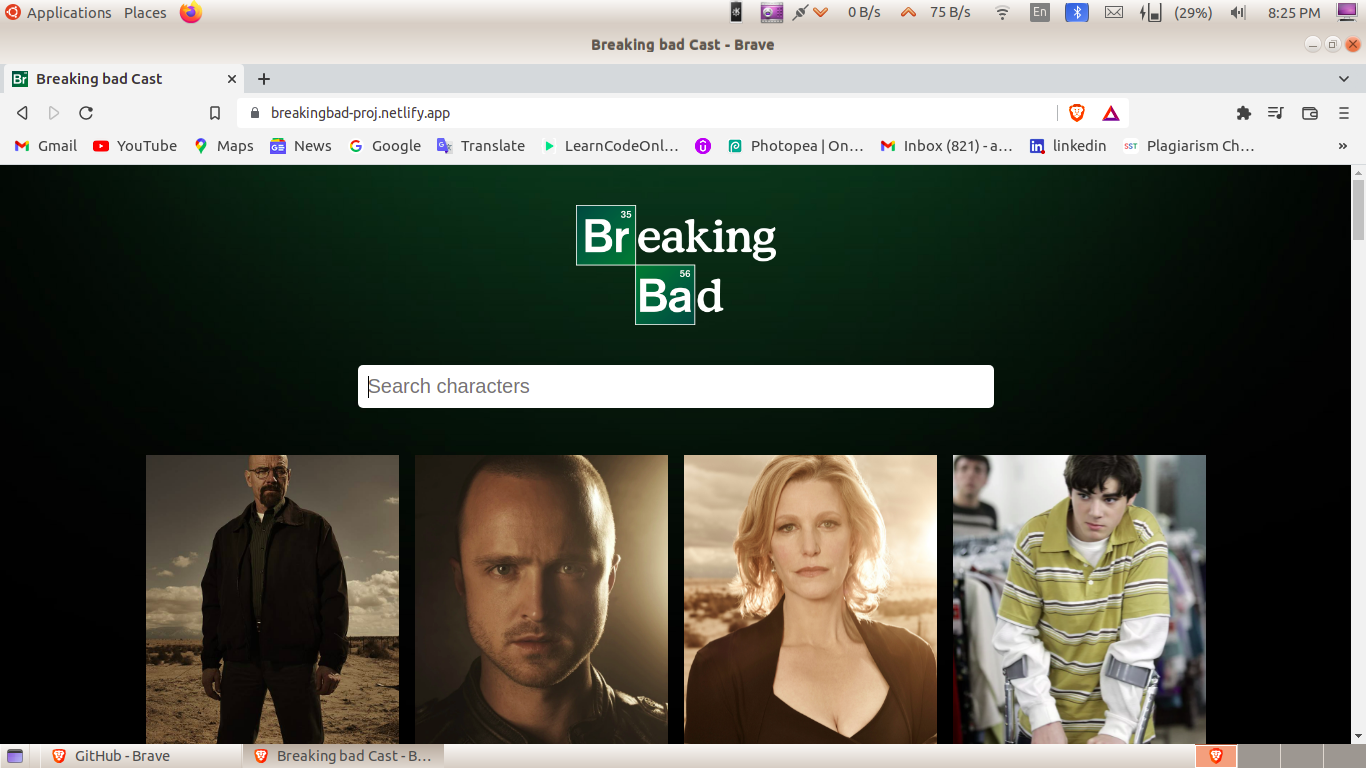 Applications Places 0 B/s 75 B/s En (29%) 8:25 PM
Breaking bad Cast - Brave
Br Breaking bad Cast
breakingbad-proj.netlify.app
Gmail YouTube Maps News Google Translate LearnCodeOnl... Photopea | On... Inbox (821) - a... linkedin SST Plagiarism Ch... »
35
Breaking
56
Bad
Search characters
GitHub - Brave Breaking bad Cast - B...